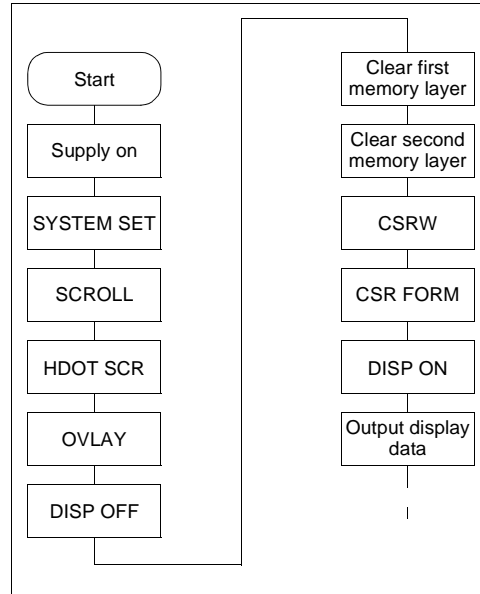 Start
Supply on
SYSTEM SET
SCROLL
HDOT SCR
OVLAY
DISP OFF
Clear first
memory layer
Clear second
memory layer
CSRW
CSR FORM
DISP ON
Output display
data